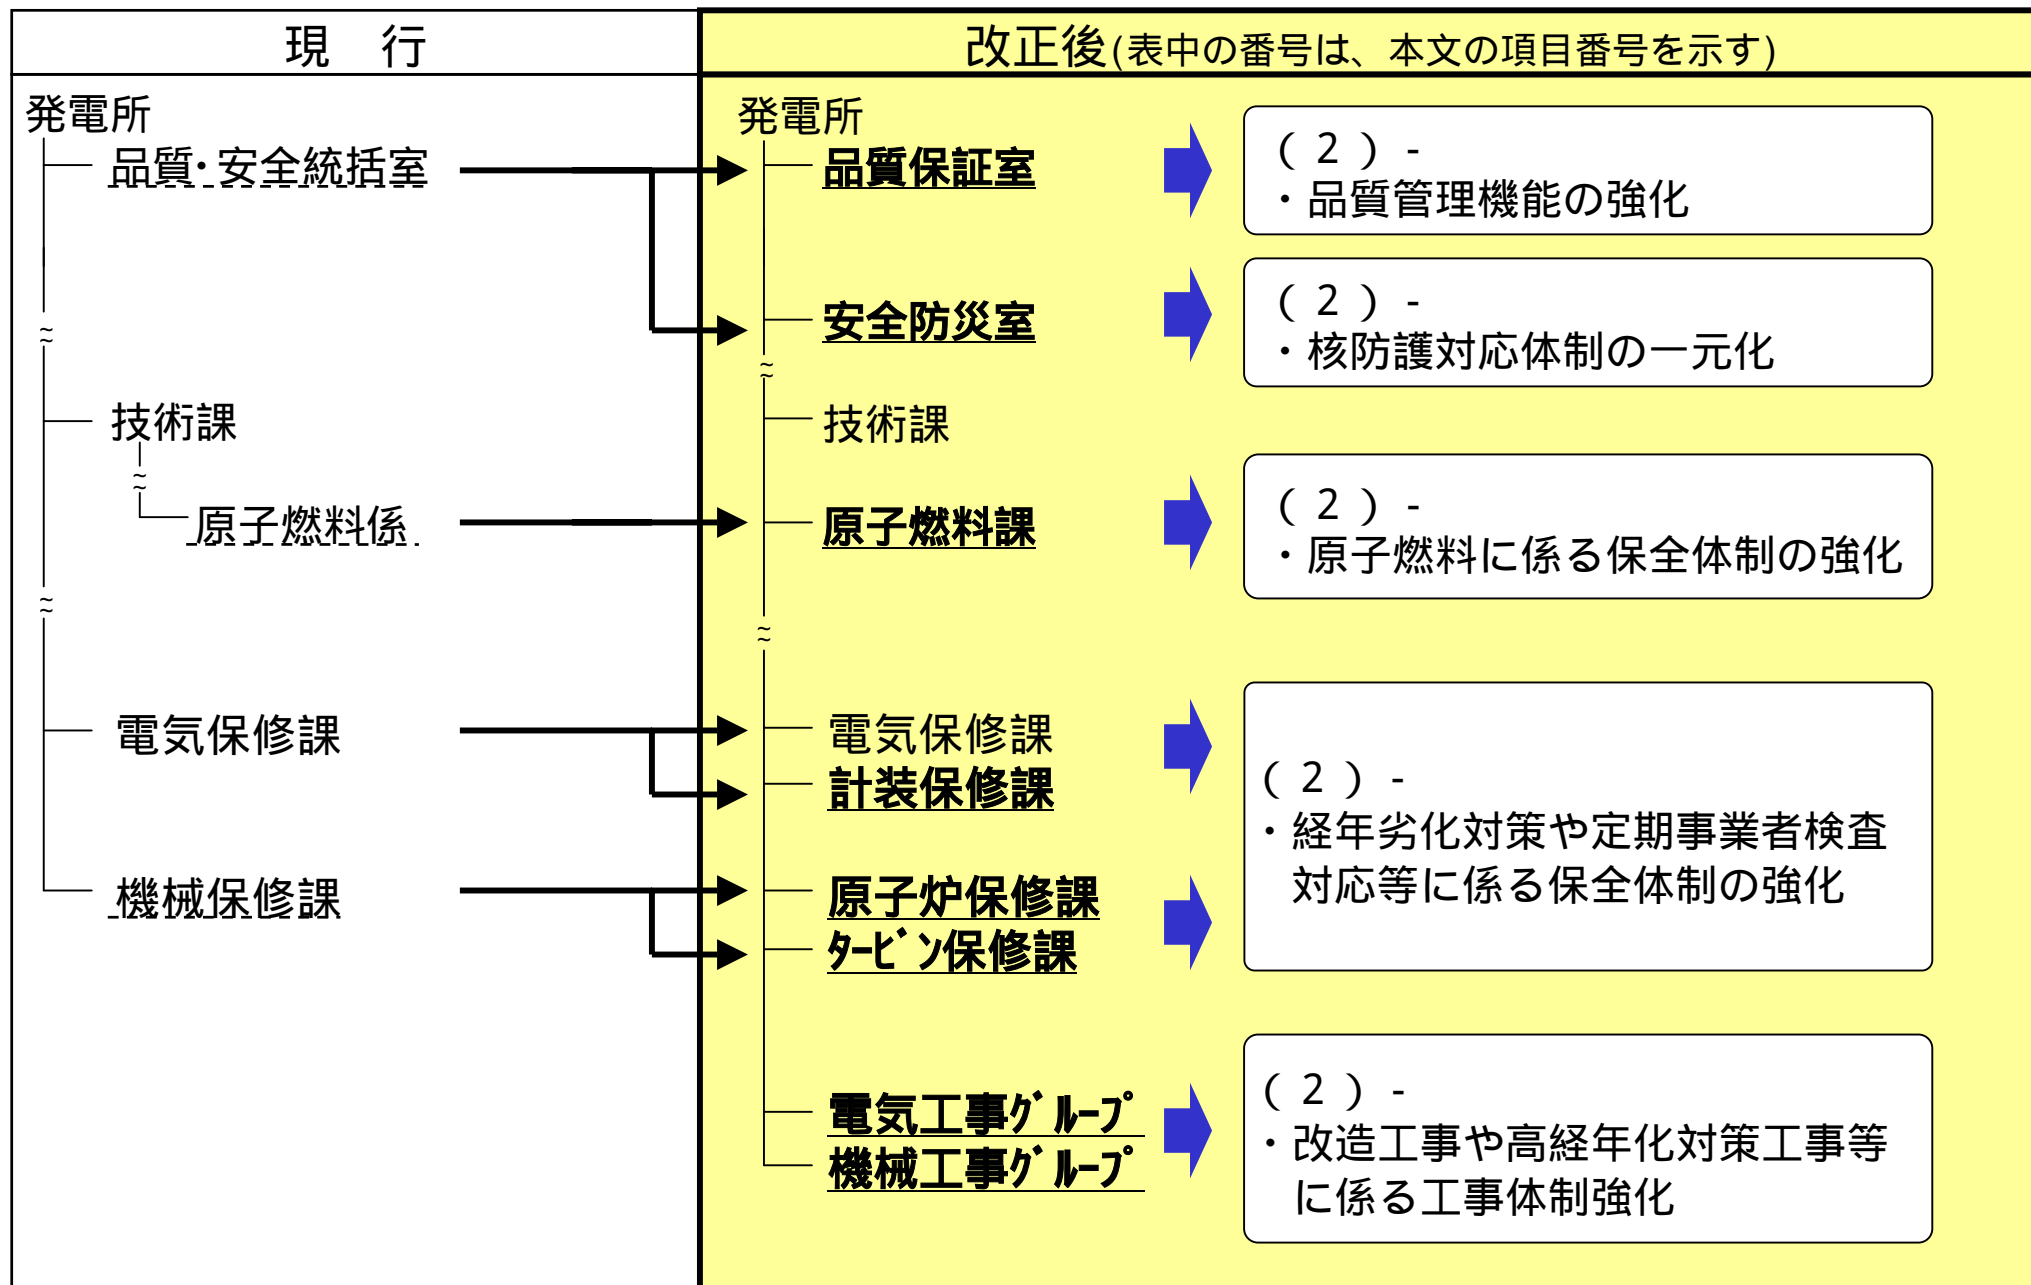 現　行
改正後(表中の番号は、本文の項目番号を示す)
発電所
品質・安全統括室
技術課
原子燃料係
電気保修課
機械保修課
発電所
品質保証室
安全防災室
技術課
原子燃料課
電気保修課
計装保修課
原子炉保修課
ﾀｰﾋﾞﾝ保修課
電気工事ｸﾞﾙｰﾌﾟ
機械工事ｸﾞﾙｰﾌﾟ
（２）-
・品質管理機能の強化
（２）-
・核防護対応体制の一元化
（２）-
・原子燃料に係る保全体制の強化
（２）-
・経年劣化対策や定期事業者検査
対応等に係る保全体制の強化
（２）-
・改造工事や高経年化対策工事等
に係る工事体制強化